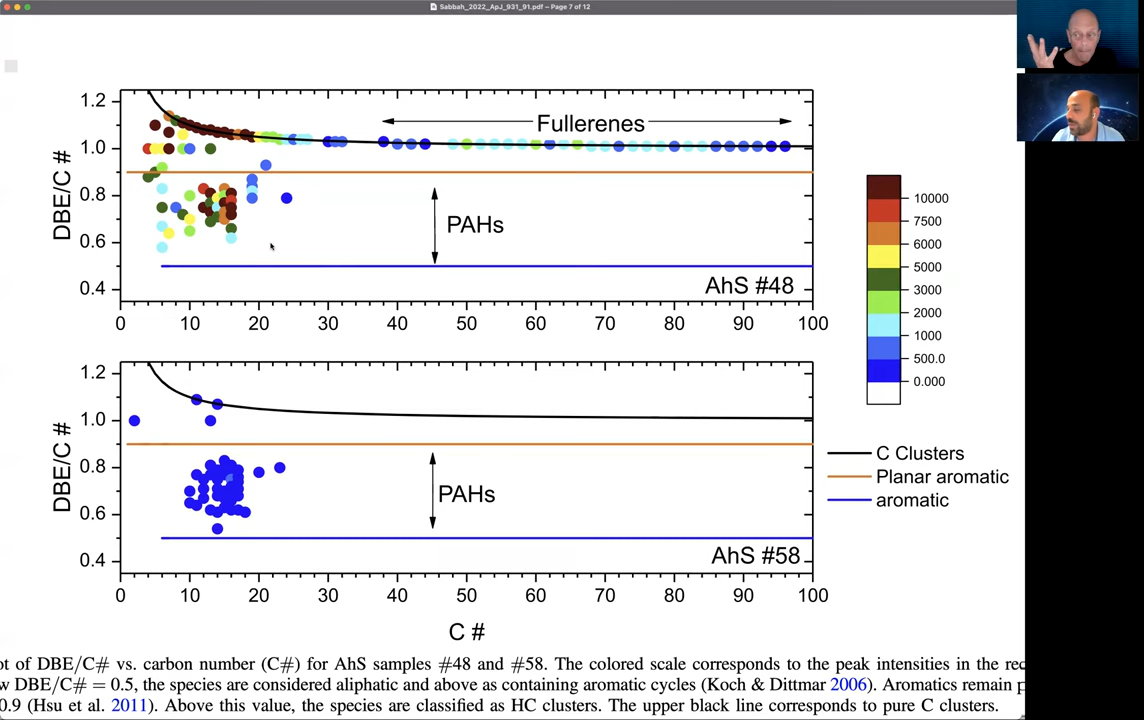 Sabbah_2022_ApJ_931_91.pdf – Page 7 of 12
1.2
1.0
0.8
0.6
0.4
DBE/C #
Fullerenes
PAHs
AhS #48
0 10 20 30 40 50 60 70 80 90 100
10000
7500
6000
5000
3000
2000
1000
500.0
0.000
1.2
1.0
0.8
0.6
0.4
DBE/C #
PAHs
AhS #58
0 10 20 30 40 50 60 70 80 90 100
C #
C Clusters
Planar aromatic
aromatic
ot of DBE/C# vs. carbon number (C#) for AhS samples #48 and #58. The colored scale corresponds to the peak intensities in the rec
w DBE/C# = 0.5, the species are considered aliphatic and above as containing aromatic cycles (Koch & Dittmar 2006). Aromatics remain p
0.9 (Hsu et al. 2011). Above this value, the species are classified as HC clusters. The upper black line corresponds to pure C clusters.